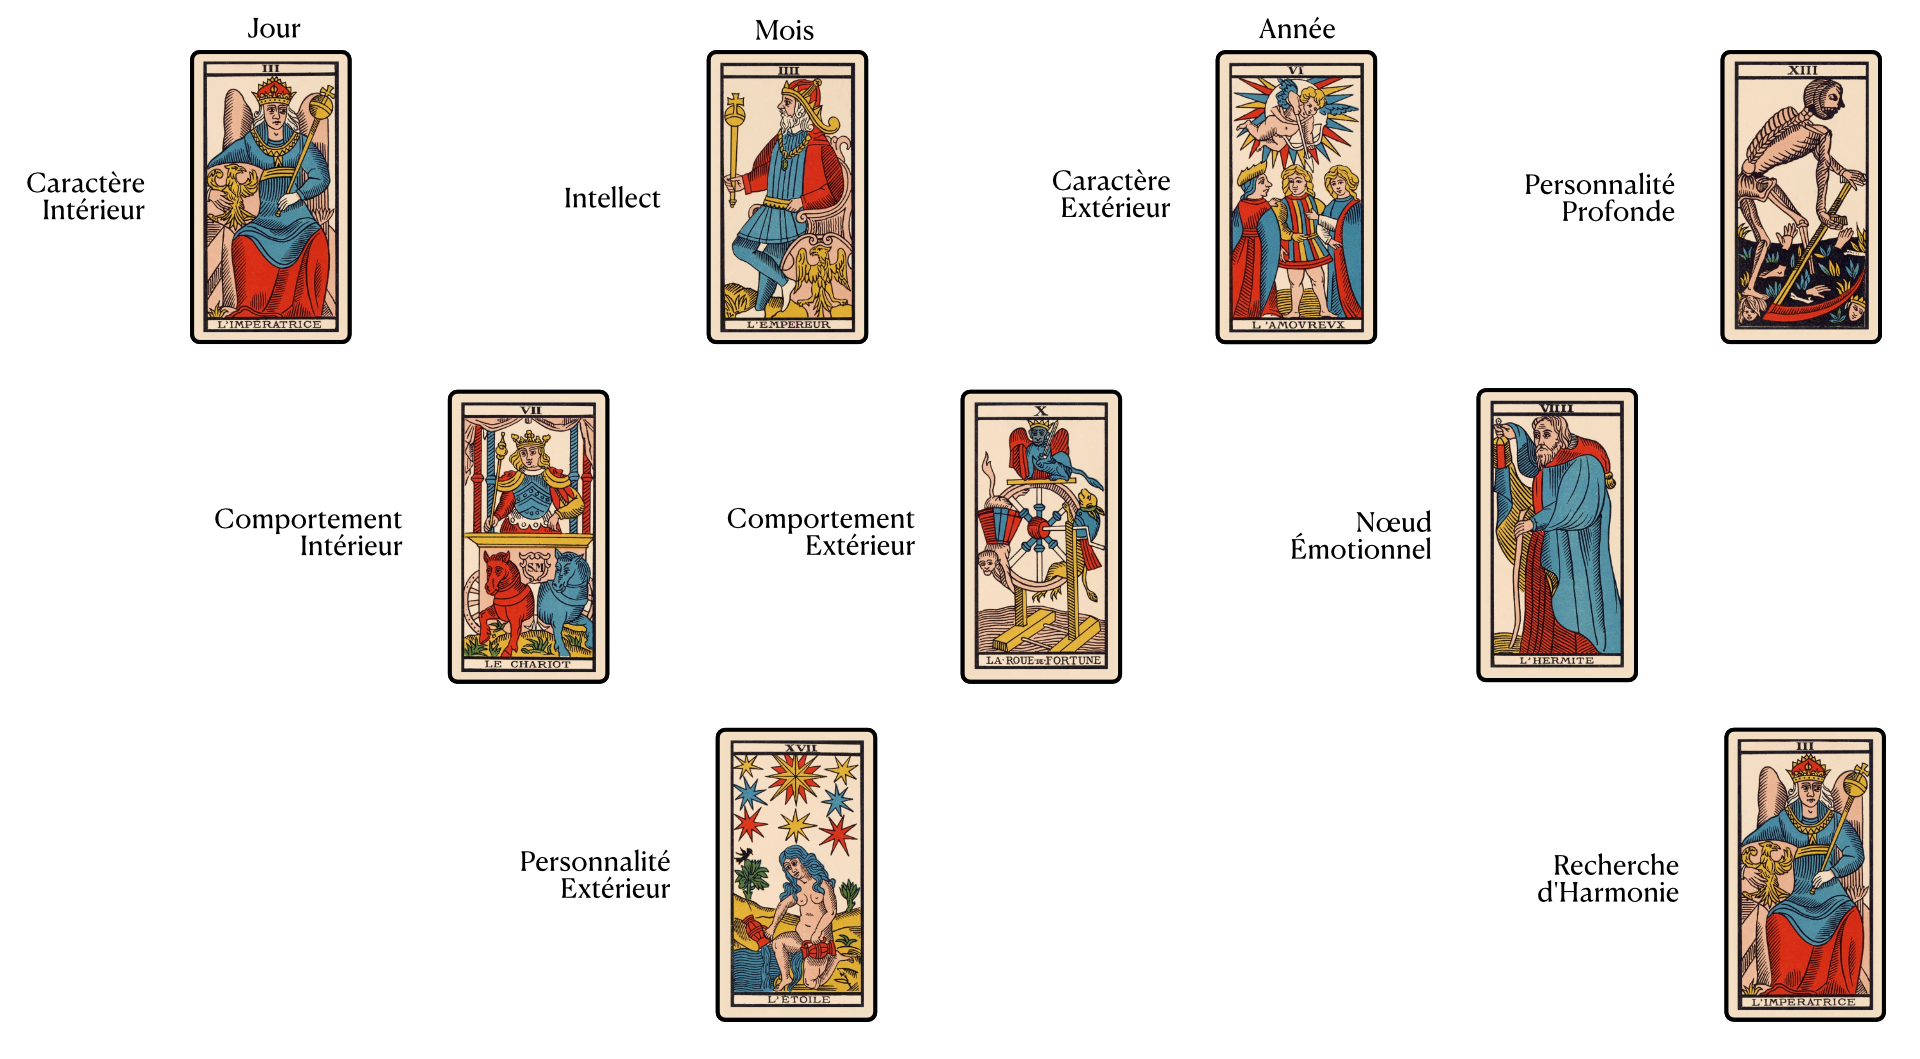 Jour
Mois
Année
III
IIII
VI
XIII
Caractère
Intérieur
Intellect
Caractère
Extérieur
Personnalité
Profonde
L'IMPERATRICE
L'EMPEREUR
L'AMOVREVX
VII
X
VIIII
Comportement
Intérieur
Comportement
Extérieur
Nœud
Émotionnel
S.M
LE CHARIOT
LA·ROUE·DE·FORTUNE
L'HERMITE
XVII
III
Personnalité
Extérieur
Recherche
d'Harmonie
L'ÉTOILE
L'IMPERATRICE